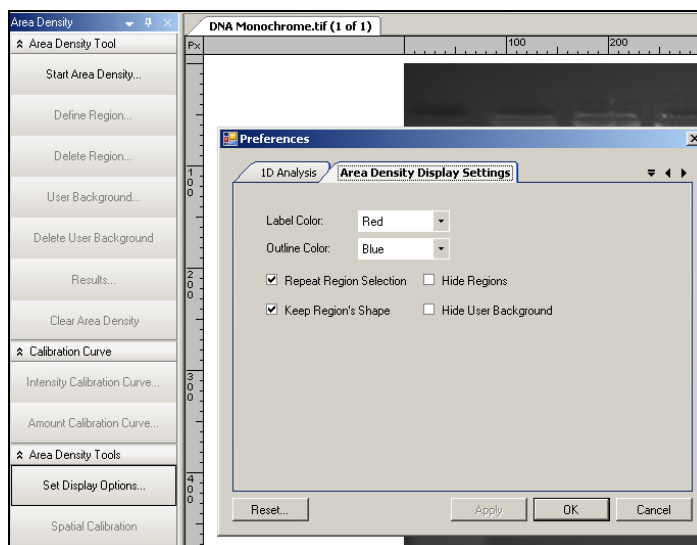 Area Density
DNA Monochrome.tif (1 of 1)
Area Density Tool
Px
100
200
Start Area Density...
Define Region...
Delete Region...
User Background...
Delete User Background
Results...
Clear Area Density
Calibration Curve
Intensity Calibration Curve...
Amount Calibration Curve...
Area Density Tools
Set Display Options...
Spatial Calibration
100
200
300
400
Preferences
1D Analysis
Area Density Display Settings
Label Color:
Red
Outline Color:
Blue
Repeat Region Selection
Hide Regions
Keep Region's Shape
Hide User Background
Reset...
Apply
OK
Cancel